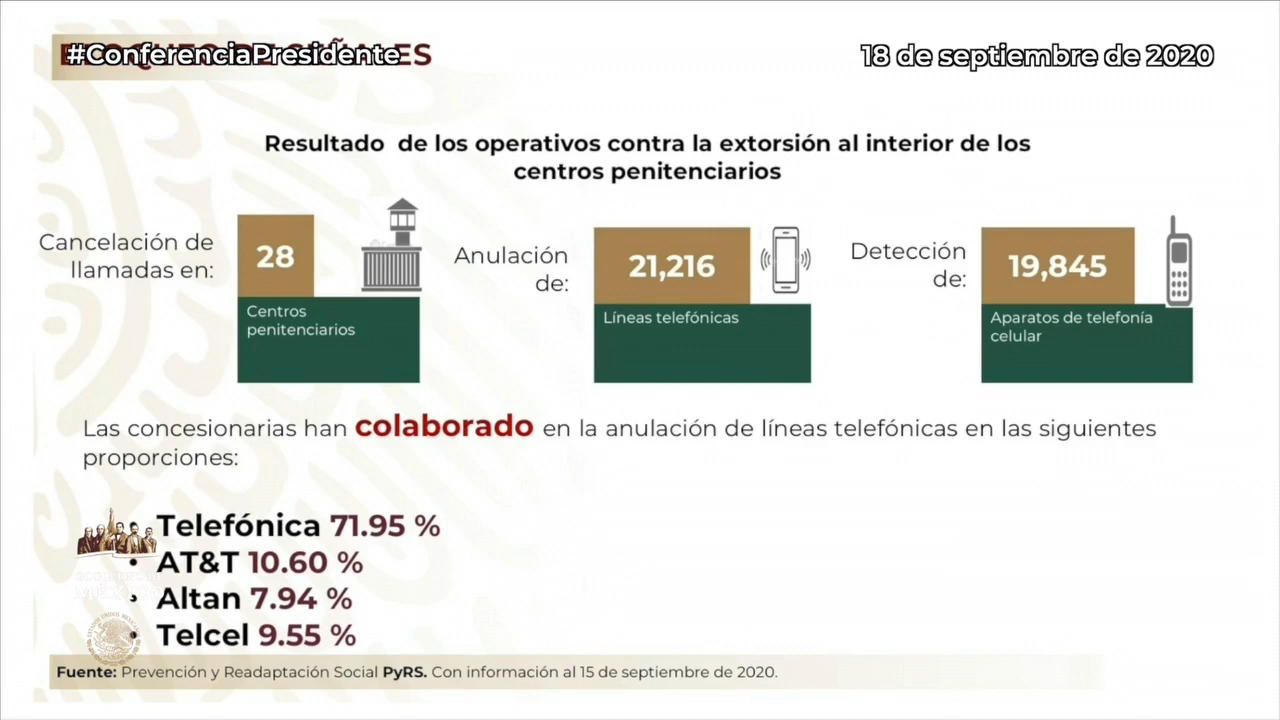 #ConferenciaPresidente
18 de septiembre de 2020
Resultado de los operativos contra la extorsión al interior de los
centros penitenciarios
Cancelación de
llamadas en:
28
Centros
penitenciarios
Anulación
de:
21,216
Líneas telefónicas
Detección
de:
19,845
Aparatos de telefonía
celular
Las concesionarias han colaborado en la anulación de líneas telefónicas en las siguientes
proporciones:
Telefónica 71.95 %
• AT&T 10.60 %
• Altan 7.94 %
• Telcel 9.55 %
Fuente: Prevención y Readaptación Social PyRS. Con información al 15 de septiembre de 2020.